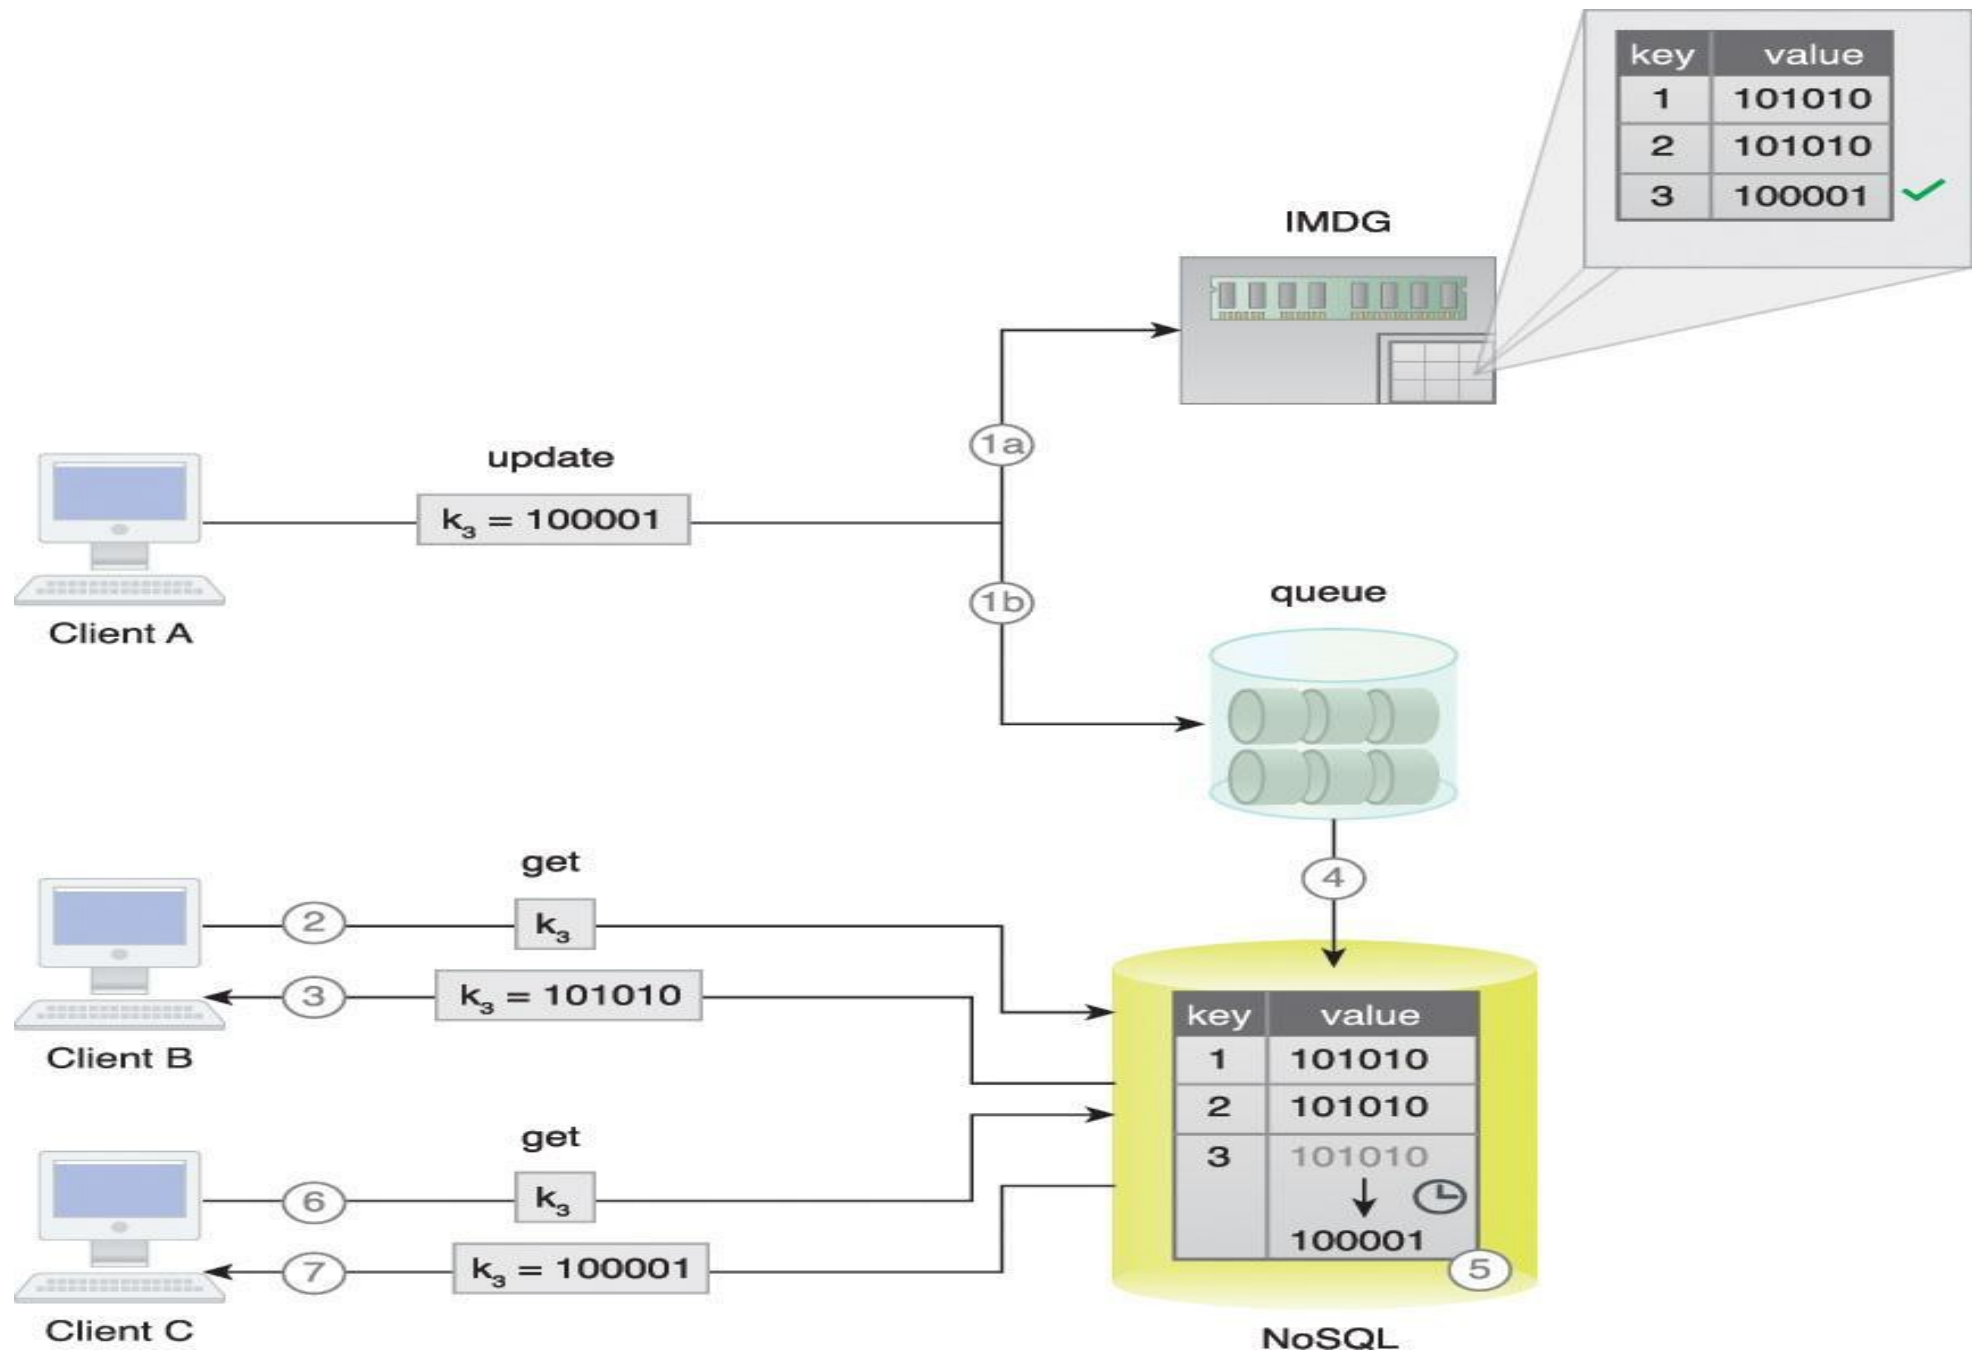 key value
1 101010
2 101010
3 100001
IMDG
1a
update
k3 = 100001
Client A
1b
queue
4
get
2
k3
3
k3 = 101010
Client B
key value
1 101010
2 101010
3 101010
100001
5
get
6
k3
7
k3 = 100001
Client C
NoSQL